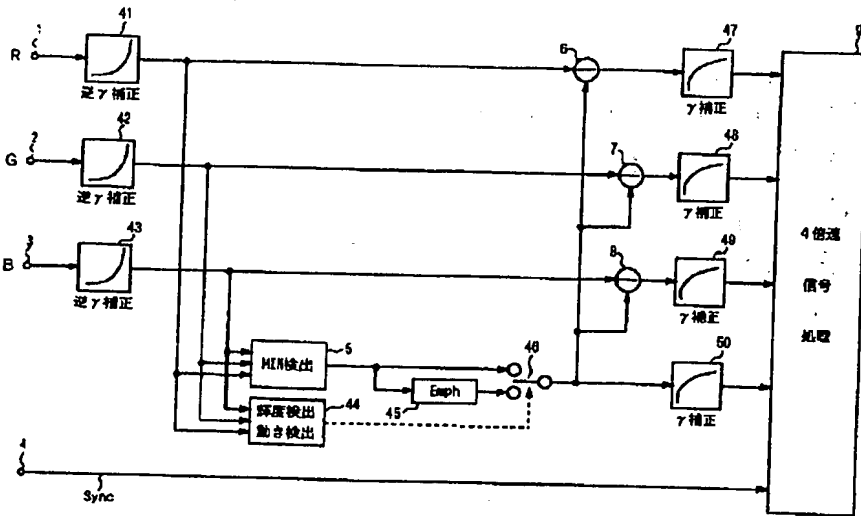 1
R
41
逆γ補正
6
47
γ補正
9
2
G
42
逆γ補正
7
48
γ補正
3
B
43
逆γ補正
8
49
γ補正
4倍速
信号
処理
MIN検出
5
46
Emph
45
輝度検出
動き検出
44
50
γ補正
4
Sync